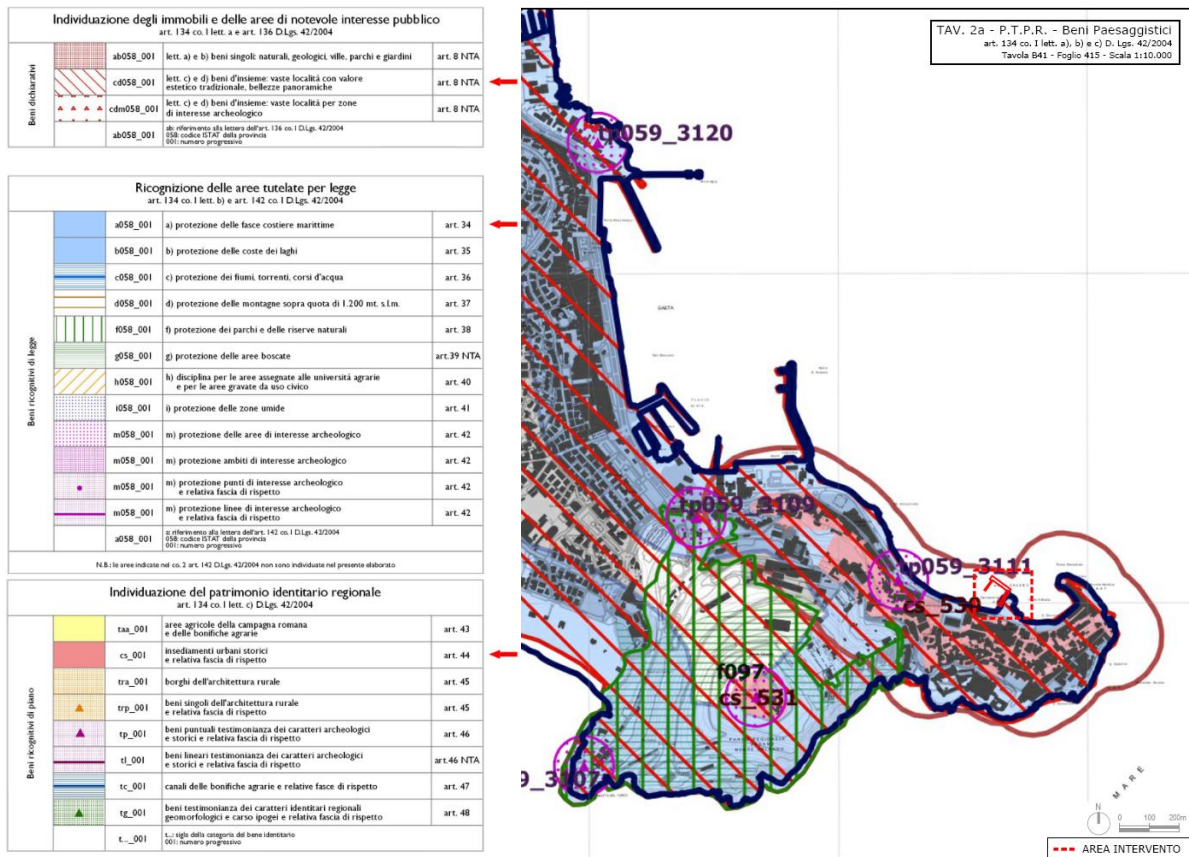 Individuazione degli immobili e delle aree di notevole interesse pubblico
art. 134 co. I lett. a e art. 136 D.Lgs. 42/2004
Beni dichiarativi
ab058_001 lett. a) e b) beni singoli: naturali, geologici, ville, parchi e giardini art. 8 NTA
cd058_001 lett. c) e d) beni d'insieme: vaste località con valore
estetico tradizionale, bellezze panoramiche art. 8 NTA
cdm058_001 lett. c) e d) beni d'insieme: vaste località per zone
di interesse archeologico art. 8 NTA
ab058_001 ab: riferimento alla lettera dell'art. 136 co. I D.Lgs. 42/2004
058: codice ISTAT della provincia
001: numero progressivo
Ricognizione delle aree tutelate per legge
art. 134 co. I lett. b) e art. 142 co. I D.Lgs. 42/2004
Beni ricognitivi di legge
a058_001 a) protezione delle fasce costiere marittime art. 34
b058_001 b) protezione delle coste dei laghi art. 35
c058_001 c) protezione dei fiumi, torrenti, corsi d'acqua art. 36
d058_001 d) protezione delle montagne sopra quota di 1.200 mt. s.l.m. art. 37
f058_001 f) protezione dei parchi e delle riserve naturali art. 38
g058_001 g) protezione delle aree boscate art.39 NTA
h058_001 h) disciplina per le aree assegnate alle università agrarie
e per le aree gravate da uso civico art. 40
i058_001 i) protezione delle zone umide art. 41
m058_001 m) protezione delle aree di interesse archeologico art. 42
m058_001 m) protezione ambiti di interesse archeologico art. 42
m058_001 m) protezione punti di interesse archeologico
e relativa fascia di rispetto art. 42
m058_001 m) protezione linee di interesse archeologico
e relativa fascia di rispetto art. 42
a058_001 a: riferimento alla lettera dell'art. 142 co. I D.Lgs. 42/2004
058: codice ISTAT della provincia
001: numero progressivo
N.B.: le aree indicate nel co. 2 art. 142 D.Lgs. 42/2004 non sono individuate nel presente elaborato
Individuazione del patrimonio identitario regionale
art. 134 co. I lett. c) D.Lgs. 42/2004
Beni ricognitivi di piano
taa_001 aree agricole della campagna romana
e delle bonifiche agrarie art. 43
cs_001 insediamenti urbani storici
e relativa fascia di rispetto art. 44
tra_001 borghi dell'architettura rurale art. 45
trp_001 beni singoli dell'architettura rurale
e relativa fascia di rispetto art. 45
tp_001 beni puntuali testimonianza dei caratteri archeologici
e storici e relativa fascia di rispetto art. 46
tl_001 beni lineari testimonianza dei caratteri archeologici
e storici e relativa fascia di rispetto art.46 NTA
tc_001 canali delle bonifiche agrarie e relative fasce di rispetto art. 47
tg_001 beni testimonianza dei caratteri identitari regionali
geomorfologici e carso ipogei e relativa fascia di rispetto art. 48
t..._001 t...: sigla della categoria del bene identitario
001: numero progressivo
TAV. 2a - P.T.P.R. - Beni Paesaggistici
art. 134 co. I lett. a), b) e c) D. Lgs. 42/2004
Tavola B41 - Foglio 415 - Scala 1:10.000
tp059_3120
GAETA
tp059_3109
tp059_3111
cs_530
f097
cs_531
9_3107
MARE
N
0 100 200m
AREA INTERVENTO